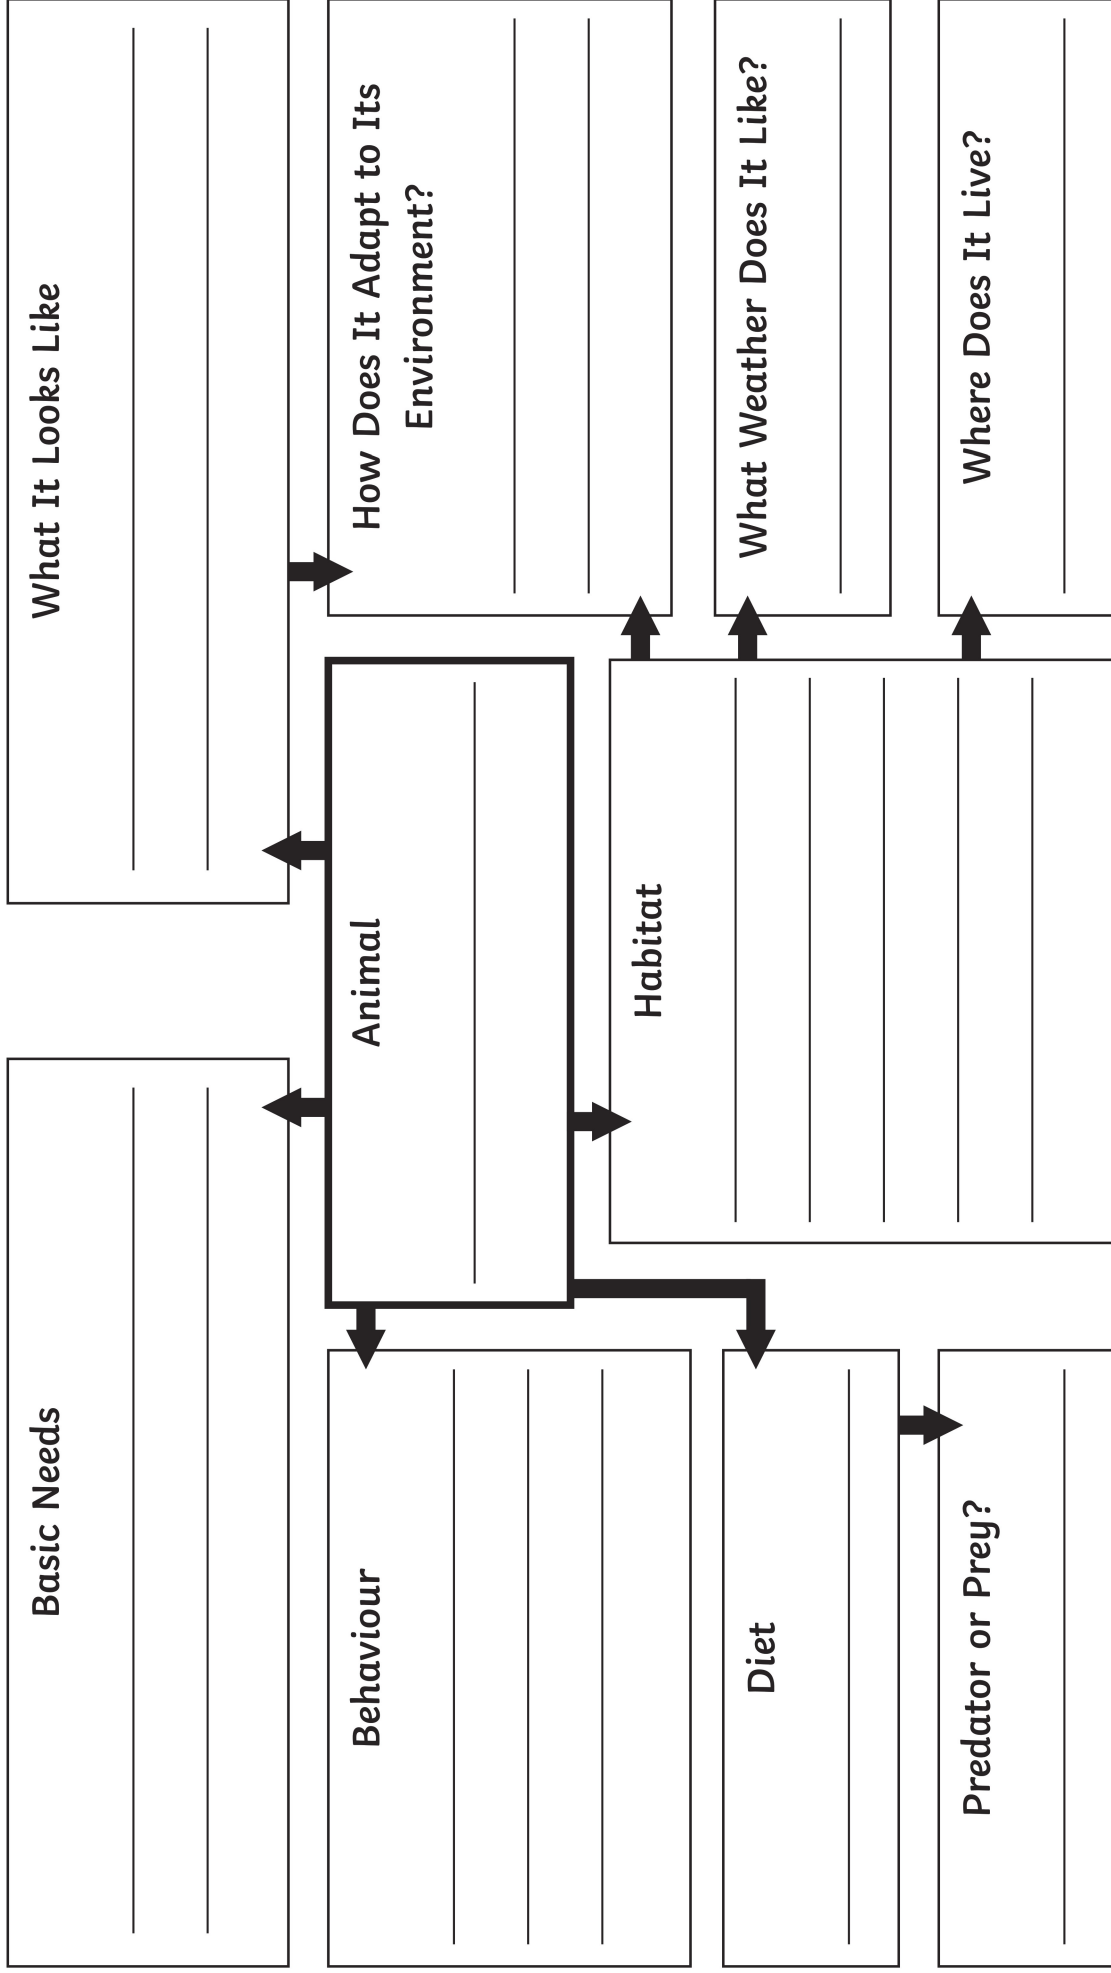 Basic Needs
What It Looks Like
Behaviour
Animal
How Does It Adapt to Its
Environment?
Habitat
Diet
What Weather Does It Like?
Predator or Prey?
Where Does It Live?